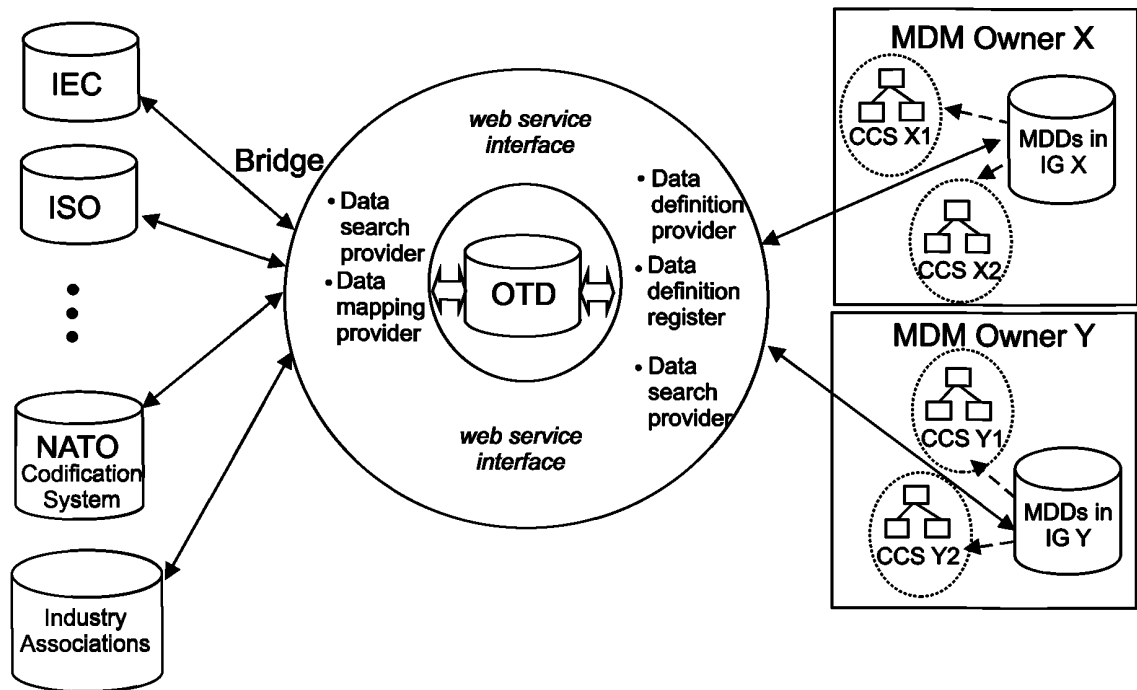 IEC
ISO
NATO
Codification
System
Industry
Associations
Bridge
web service
interface
• Data
search
provider
• Data
mapping
provider
OTD
• Data
definition
provider
• Data
definition
register
• Data
search
provider
web service
interface
MDM Owner X
CCS X1
MDDs in
IG X
CCS X2
MDM Owner Y
CCS Y1
MDDs in
IG Y
CCS Y2